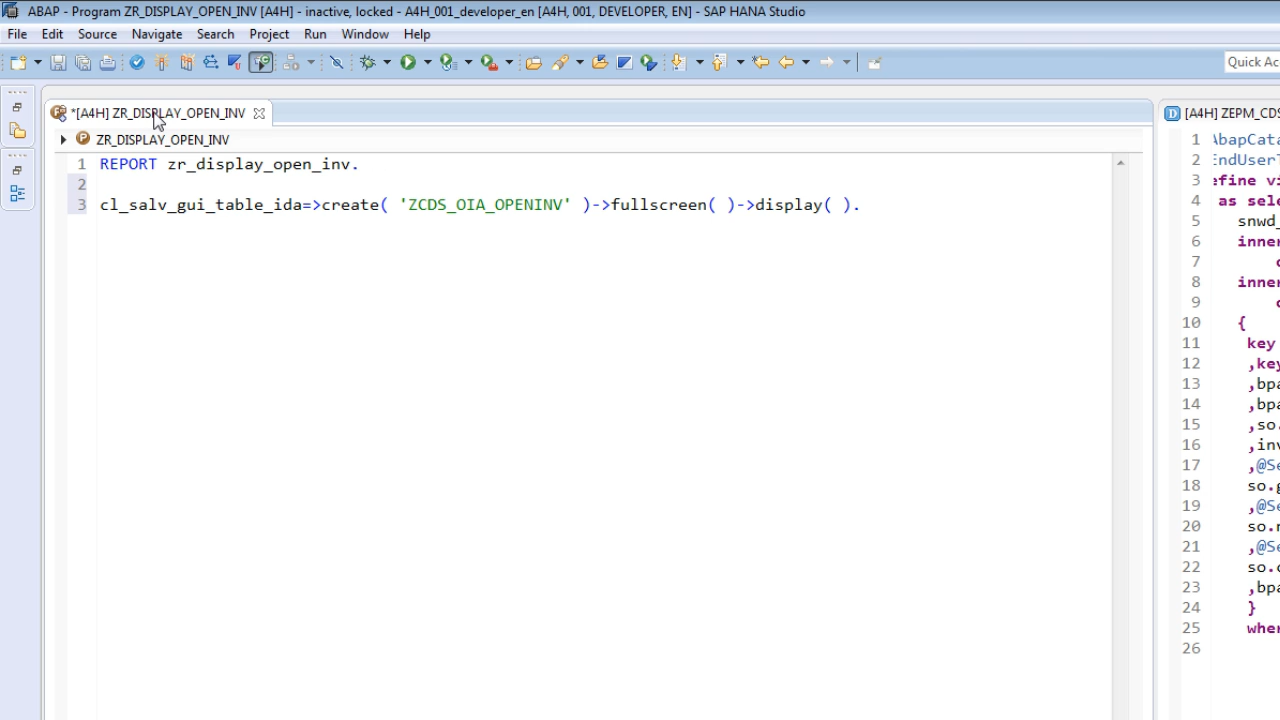 ABAP - Program ZR_DISPLAY_OPEN_INV [A4H] - inactive, locked - A4H_001_developer_en [A4H, 001, DEVELOPER, EN] - SAP HANA Studio
File Edit Source Navigate Search Project Run Window Help
Quick Ac
*[A4H] ZR_DISPLAY_OPEN_INV
ZR_DISPLAY_OPEN_INV
1 REPORT zr_display_open_inv.
2
3 cl_salv_gui_table_ida=>create( 'ZCDS_OIA_OPENINV' )->fullscreen( )->display( ).
[A4H] ZEPM_CDS
1 AbapCata
2 EndUserT
3 efine vi
4 as sele
5 snwd_
6 inner
7
8 inner
9
10 {
11 key
12 ,key
13 ,bpa
14 ,bpa
15 ,so.
16 ,inv
17 ,@Se
18 so.g
19 ,@Se
20 so.n
21 ,@Se
22 so.c
23 ,bpa
24 }
25 wher
26